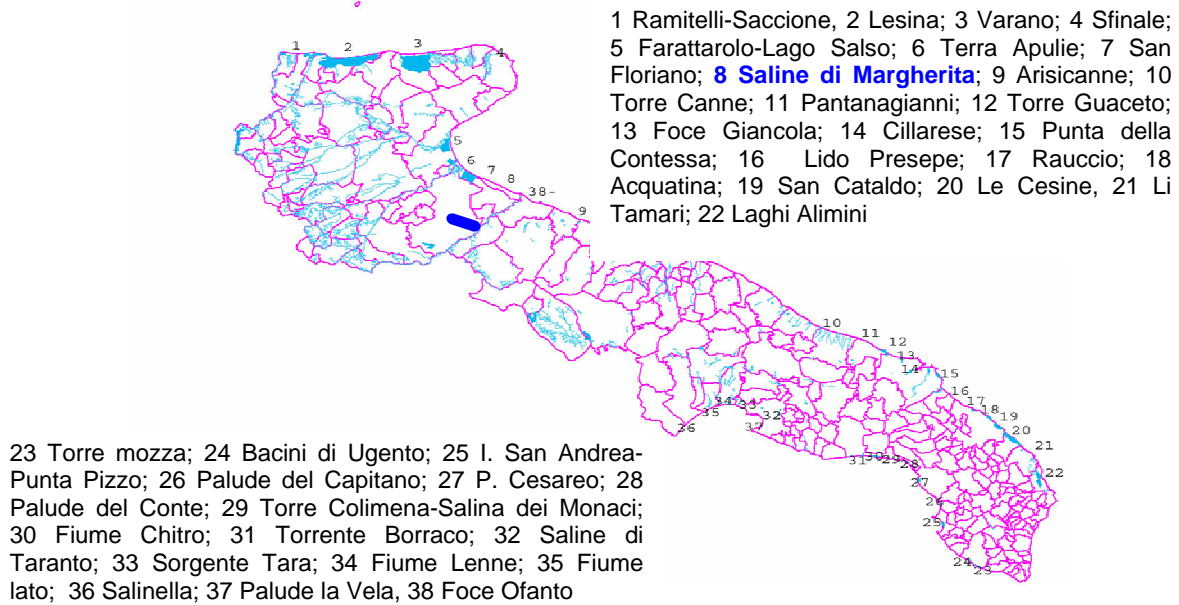 1 Ramitelli-Saccione, 2 Lesina; 3 Varano; 4 Sfinale;
5 Farattarolo-Lago Salso; 6 Terra Apulie; 7 San
Floriano; 8 Saline di Margherita; 9 Arisicanne; 10
Torre Canne; 11 Pantanagianni; 12 Torre Guaceto;
13 Foce Giancola; 14 Cillarese; 15 Punta della
Contessa; 16 Lido Presepe; 17 Rauccio; 18
Acquatina; 19 San Cataldo; 20 Le Cesine, 21 Li
Tamari; 22 Laghi Alimini
1
2
3
4
5
6
7
8
38-
9
10
11
12
13
14
15
16
17
18
19
20
21
22
34
33
35
32
36
37
31
30
29
28
27
26
25
24
23
23 Torre mozza; 24 Bacini di Ugento; 25 I. San Andrea-
Punta Pizzo; 26 Palude del Capitano; 27 P. Cesareo; 28
Palude del Conte; 29 Torre Colimena-Salina dei Monaci;
30 Fiume Chitro; 31 Torrente Borraco; 32 Saline di
Taranto; 33 Sorgente Tara; 34 Fiume Lenne; 35 Fiume
lato; 36 Salinella; 37 Palude la Vela, 38 Foce Ofanto